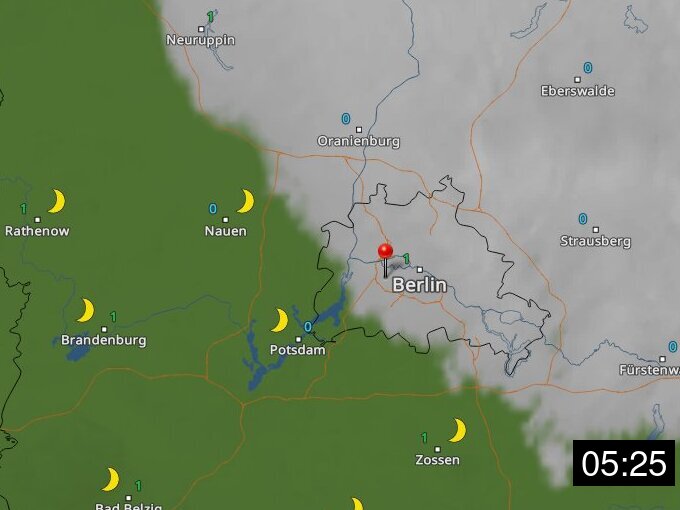 1
Neuruppin
0
Eberswalde
0
Oranienburg
1
Rathenow
0
Nauen
0
Strausberg
1
Berlin
1
Brandenburg
0
Potsdam
0
Fürstenwa
1
Zossen
1
Bad Belzig
05:25